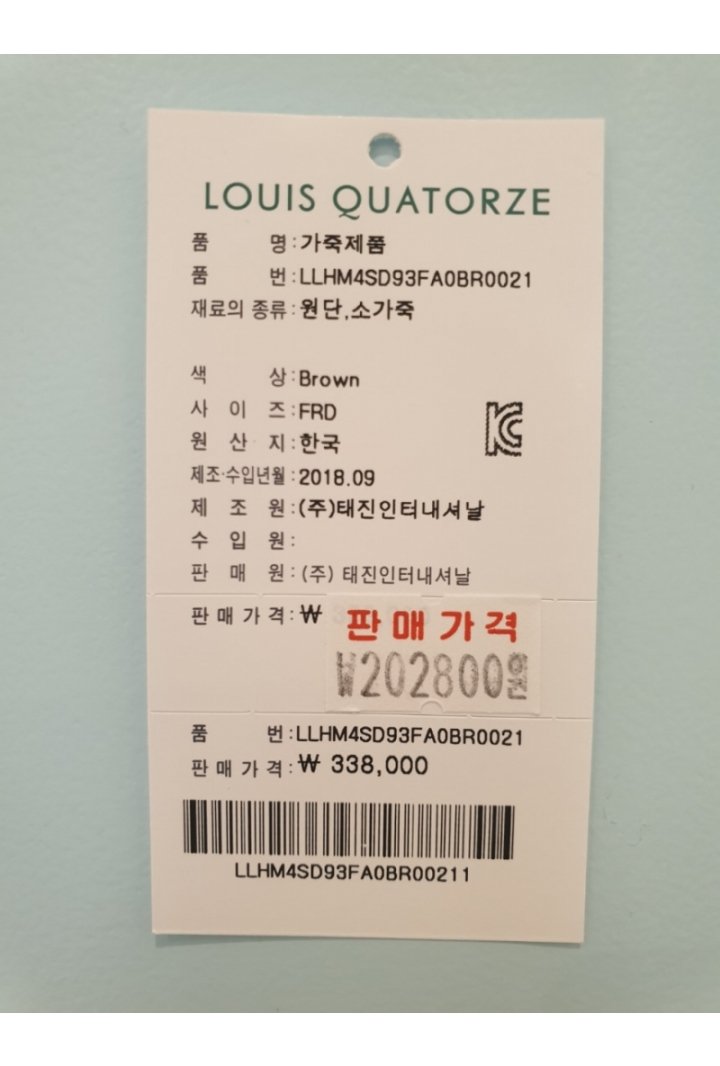 LOUIS QUATORZE
품 명 : 가죽제품
품 번 : LLHM4SD93FA0BR0021
재료의 종류 : 원단,소가죽
색 상 : Brown
사 이 즈 : FRD
원 산 지 : 한국
제조·수입년월 : 2018.09
제 조 원 : (주)태진인터내셔날
수 입 원 :
판 매 원 : (주) 태진인터내셔날
판 매 가 격 : ₩
판매가격
₩202800원
품 번 : LLHM4SD93FA0BR0021
판 매 가 격 : ₩ 338,000
LLHM4SD93FA0BR00211